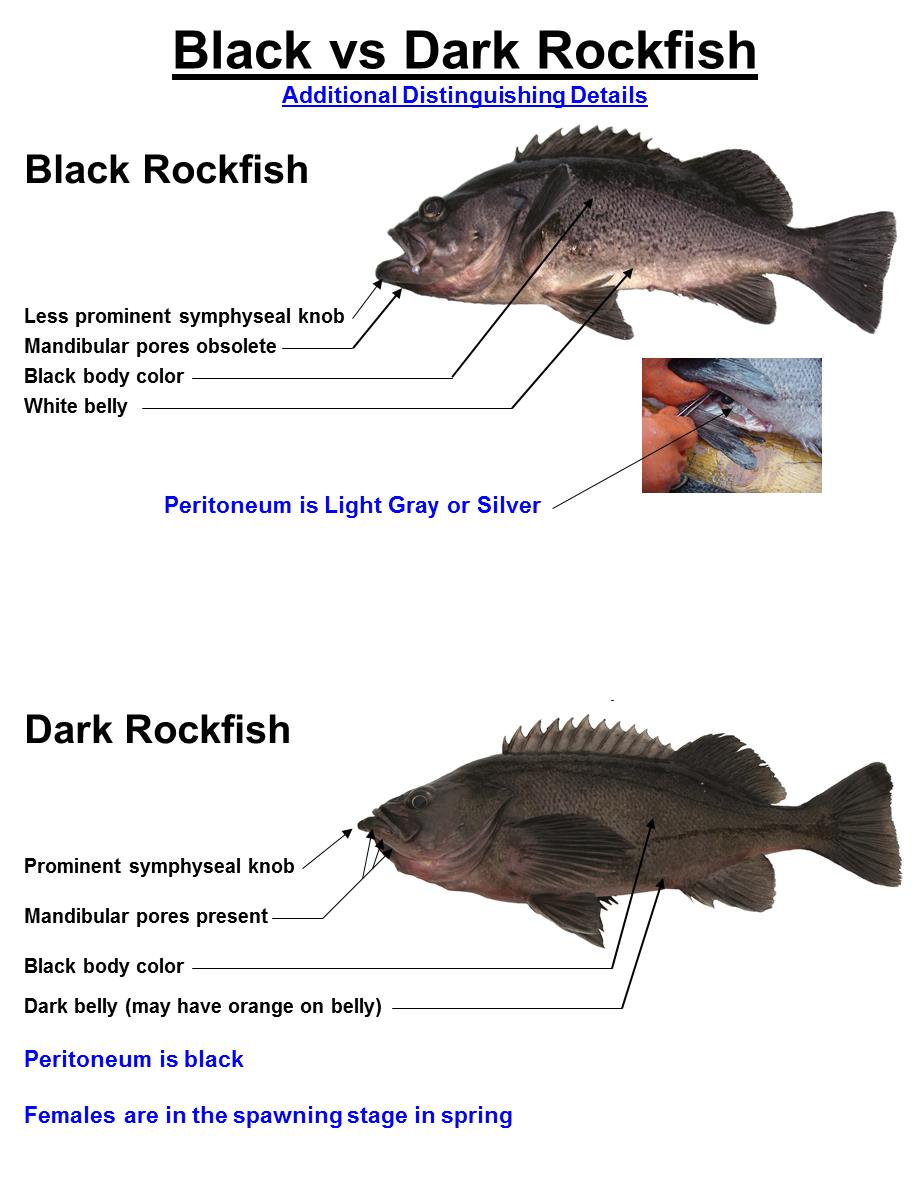 Black vs Dark Rockfish
Additional Distinguishing Details
Black Rockfish
Less prominent symphyseal knob
Mandibular pores obsolete
Black body color
White belly
Peritoneum is Light Gray or Silver
Dark Rockfish
Prominent symphyseal knob
Mandibular pores present
Black body color
Dark belly (may have orange on belly)
Peritoneum is black
Females are in the spawning stage in spring